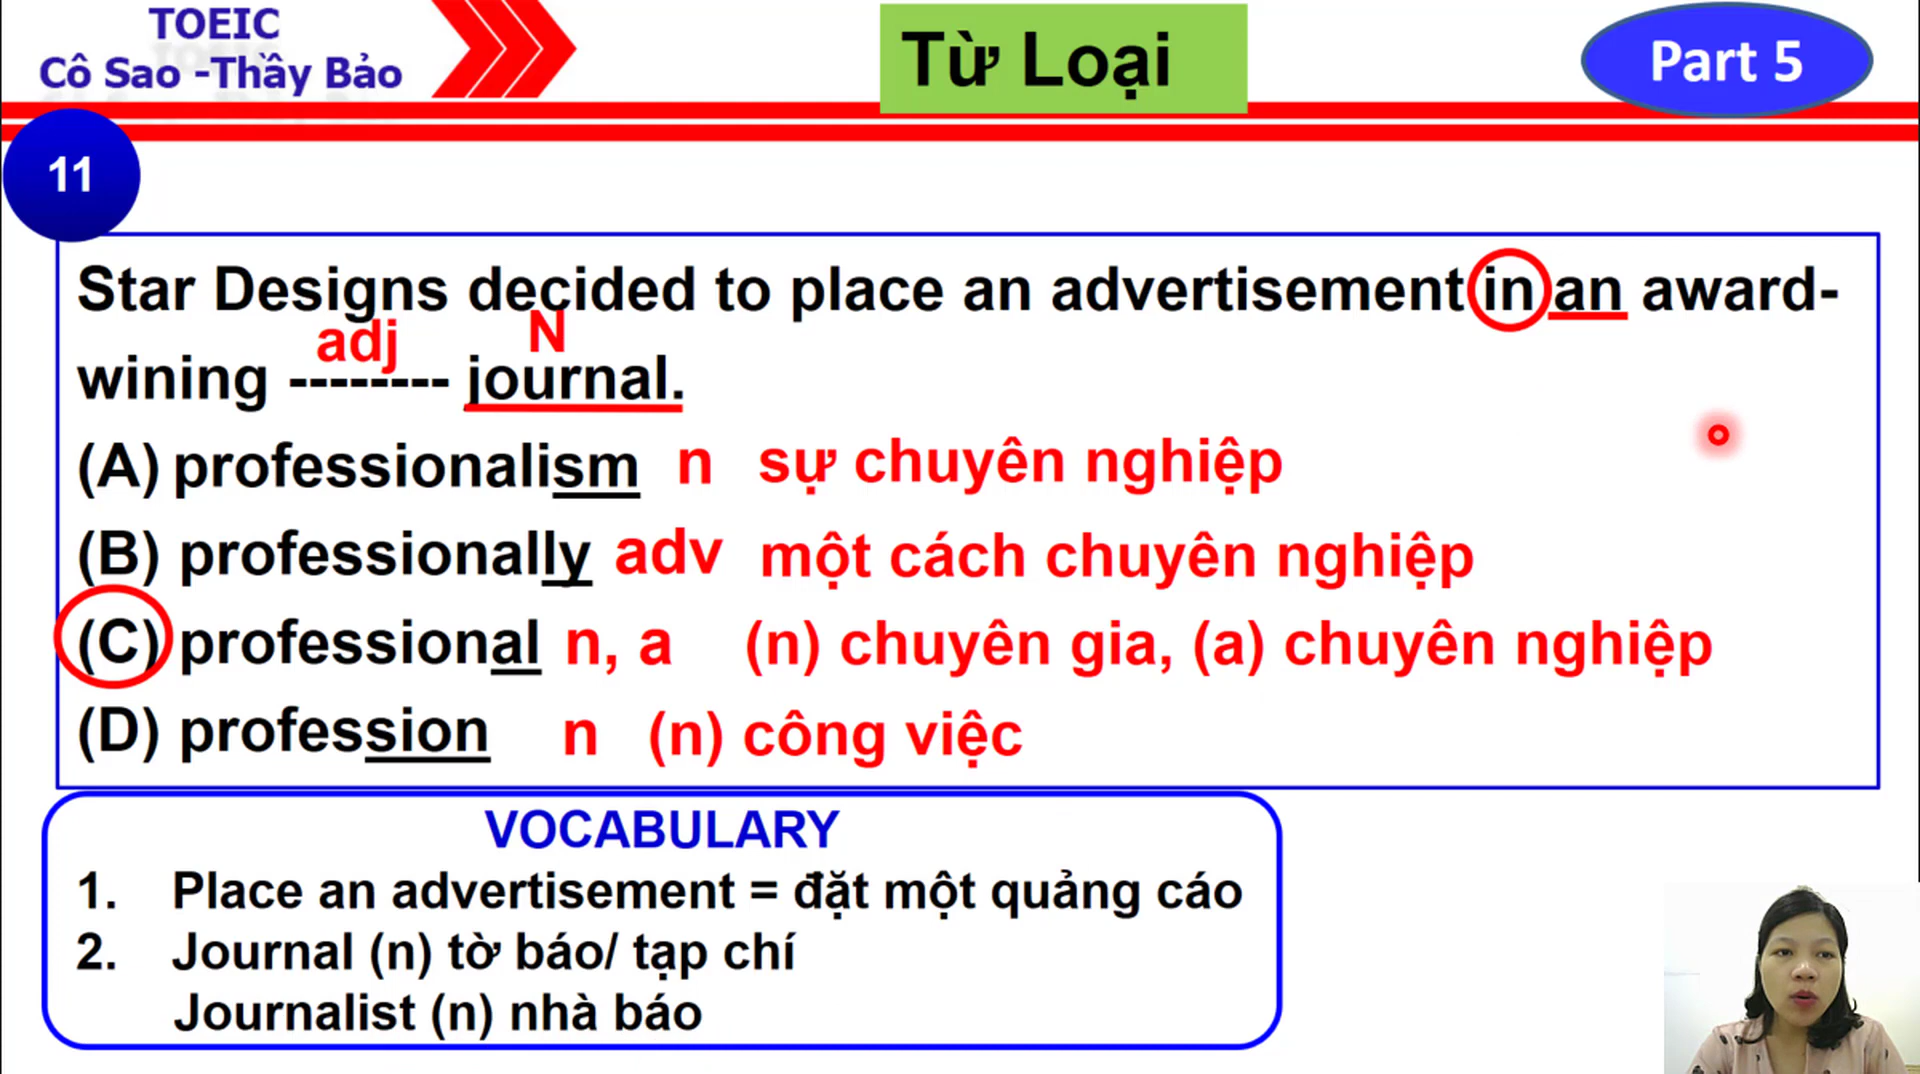 TOEIC
Cô Sao -Thầy Bảo
Từ Loại
Part 5
11
Star Designs decided to place an advertisement in an award-
adj N
wining -------- journal.
(A) professionalism n sự chuyên nghiệp
(B) professionally adv một cách chuyên nghiệp
(C) professional n, a (n) chuyên gia, (a) chuyên nghiệp
(D) profession n (n) công việc
VOCABULARY
1. Place an advertisement = đặt một quảng cáo
2. Journal (n) tờ báo/ tạp chí
Journalist (n) nhà báo